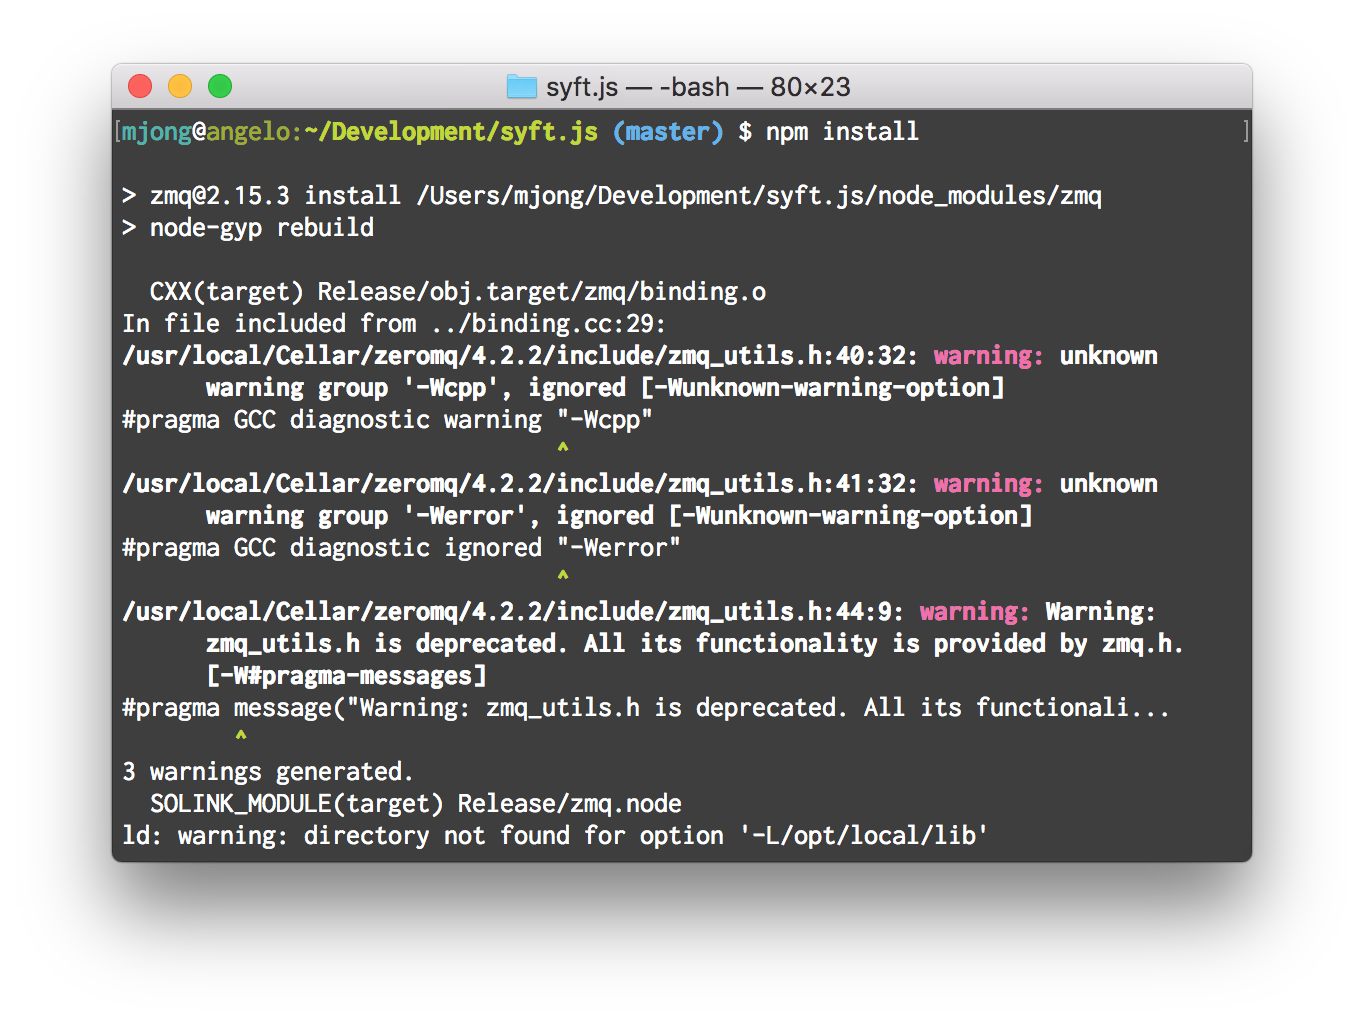 syft.js — -bash — 80×23
[mjong@angelo:~/Development/syft.js (master) $ npm install ]
> zmq@2.15.3 install /Users/mjong/Development/syft.js/node_modules/zmq
> node-gyp rebuild
  CXX(target) Release/obj.target/zmq/binding.o
In file included from ../binding.cc:29:
/usr/local/Cellar/zeromq/4.2.2/include/zmq_utils.h:40:32: warning: unknown
      warning group '-Wcpp', ignored [-Wunknown-warning-option]
#pragma GCC diagnostic warning "-Wcpp"
                               ^
/usr/local/Cellar/zeromq/4.2.2/include/zmq_utils.h:41:32: warning: unknown
      warning group '-Werror', ignored [-Wunknown-warning-option]
#pragma GCC diagnostic ignored "-Werror"
                               ^
/usr/local/Cellar/zeromq/4.2.2/include/zmq_utils.h:44:9: warning: Warning:
      zmq_utils.h is deprecated. All its functionality is provided by zmq.h.
      [-W#pragma-messages]
#pragma message("Warning: zmq_utils.h is deprecated. All its functionali...
        ^
3 warnings generated.
  SOLINK_MODULE(target) Release/zmq.node
ld: warning: directory not found for option '-L/opt/local/lib'